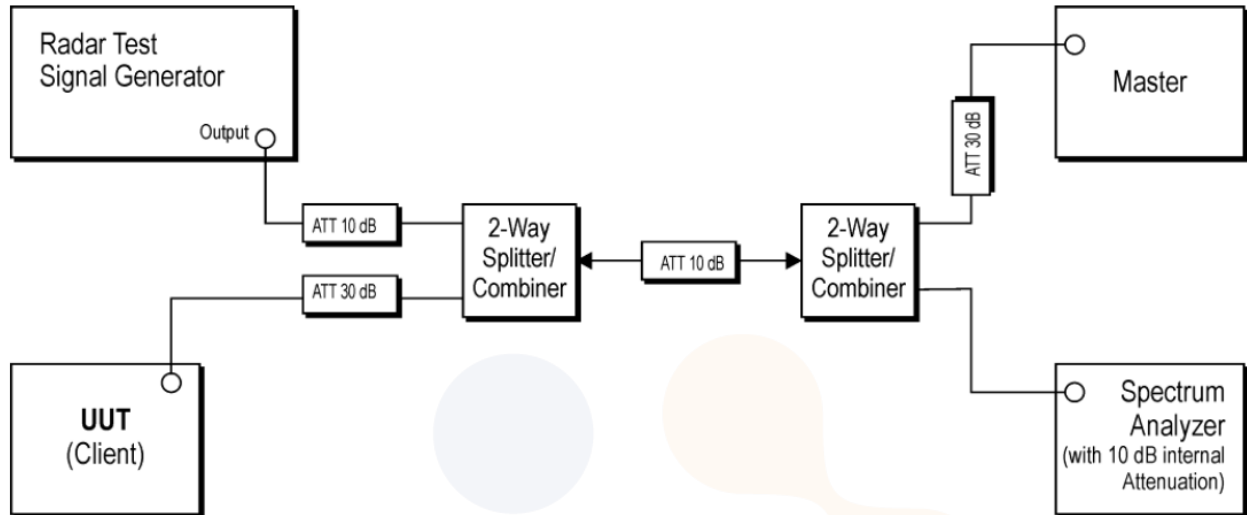 Radar Test
Signal Generator
Output
ATT 10 dB
ATT 30 dB
UUT
(Client)
2-Way
Splitter/
Combiner
ATT 10 dB
2-Way
Splitter/
Combiner
ATT 30 dB
Master
Spectrum
Analyzer
(with 10 dB internal
Attenuation)